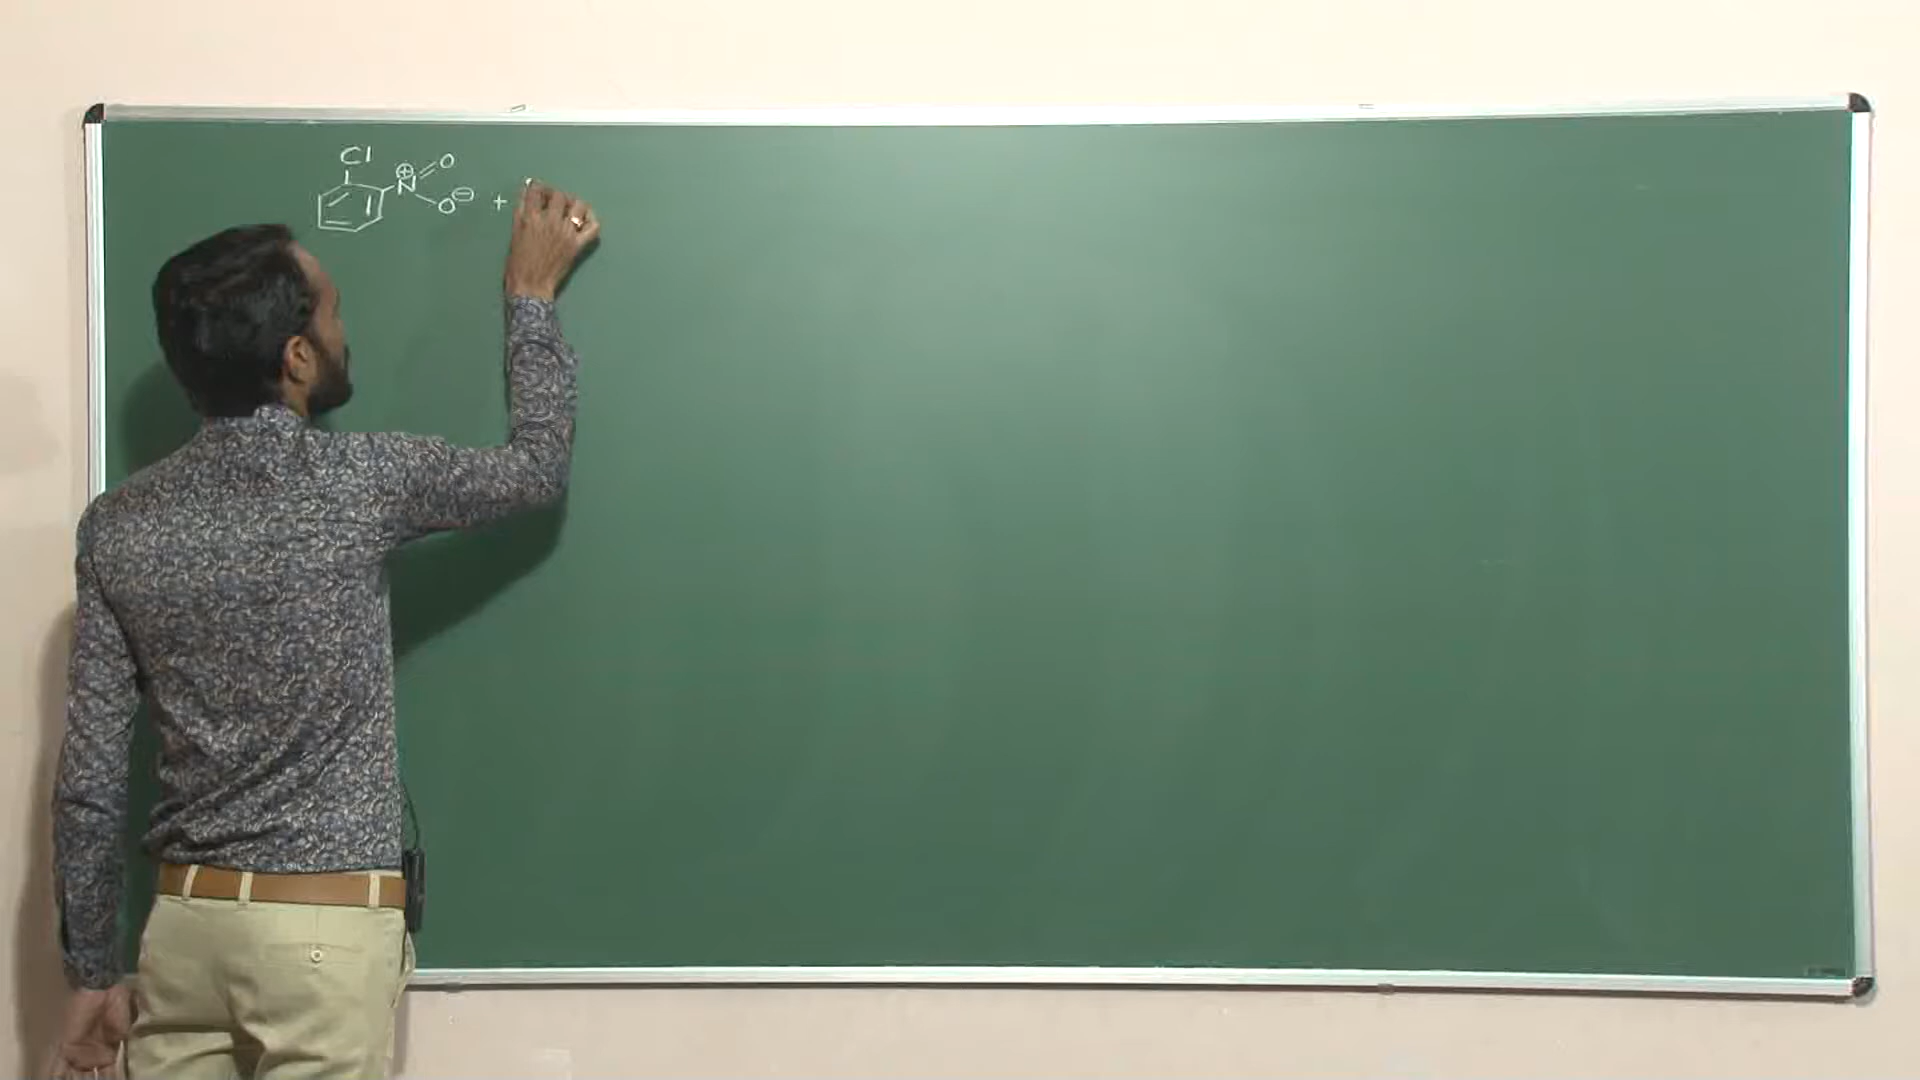 Cl
N⊕ =O
O⊖ +